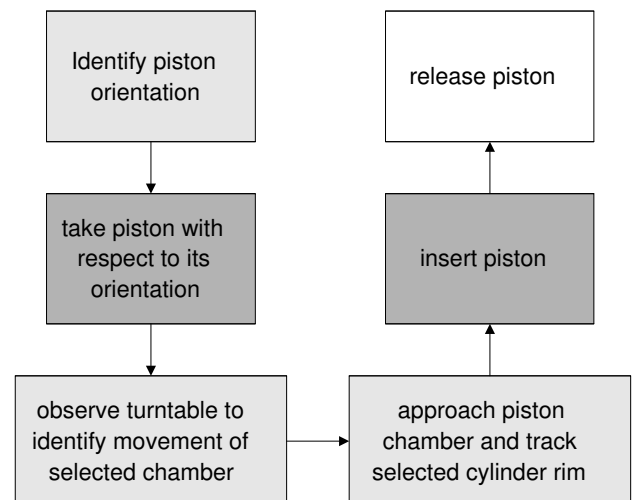 Identify piston
orientation
take piston with
respect to its
orientation
observe turntable to
identify movement of
selected chamber
approach piston
chamber and track
selected cylinder rim
insert piston
release piston